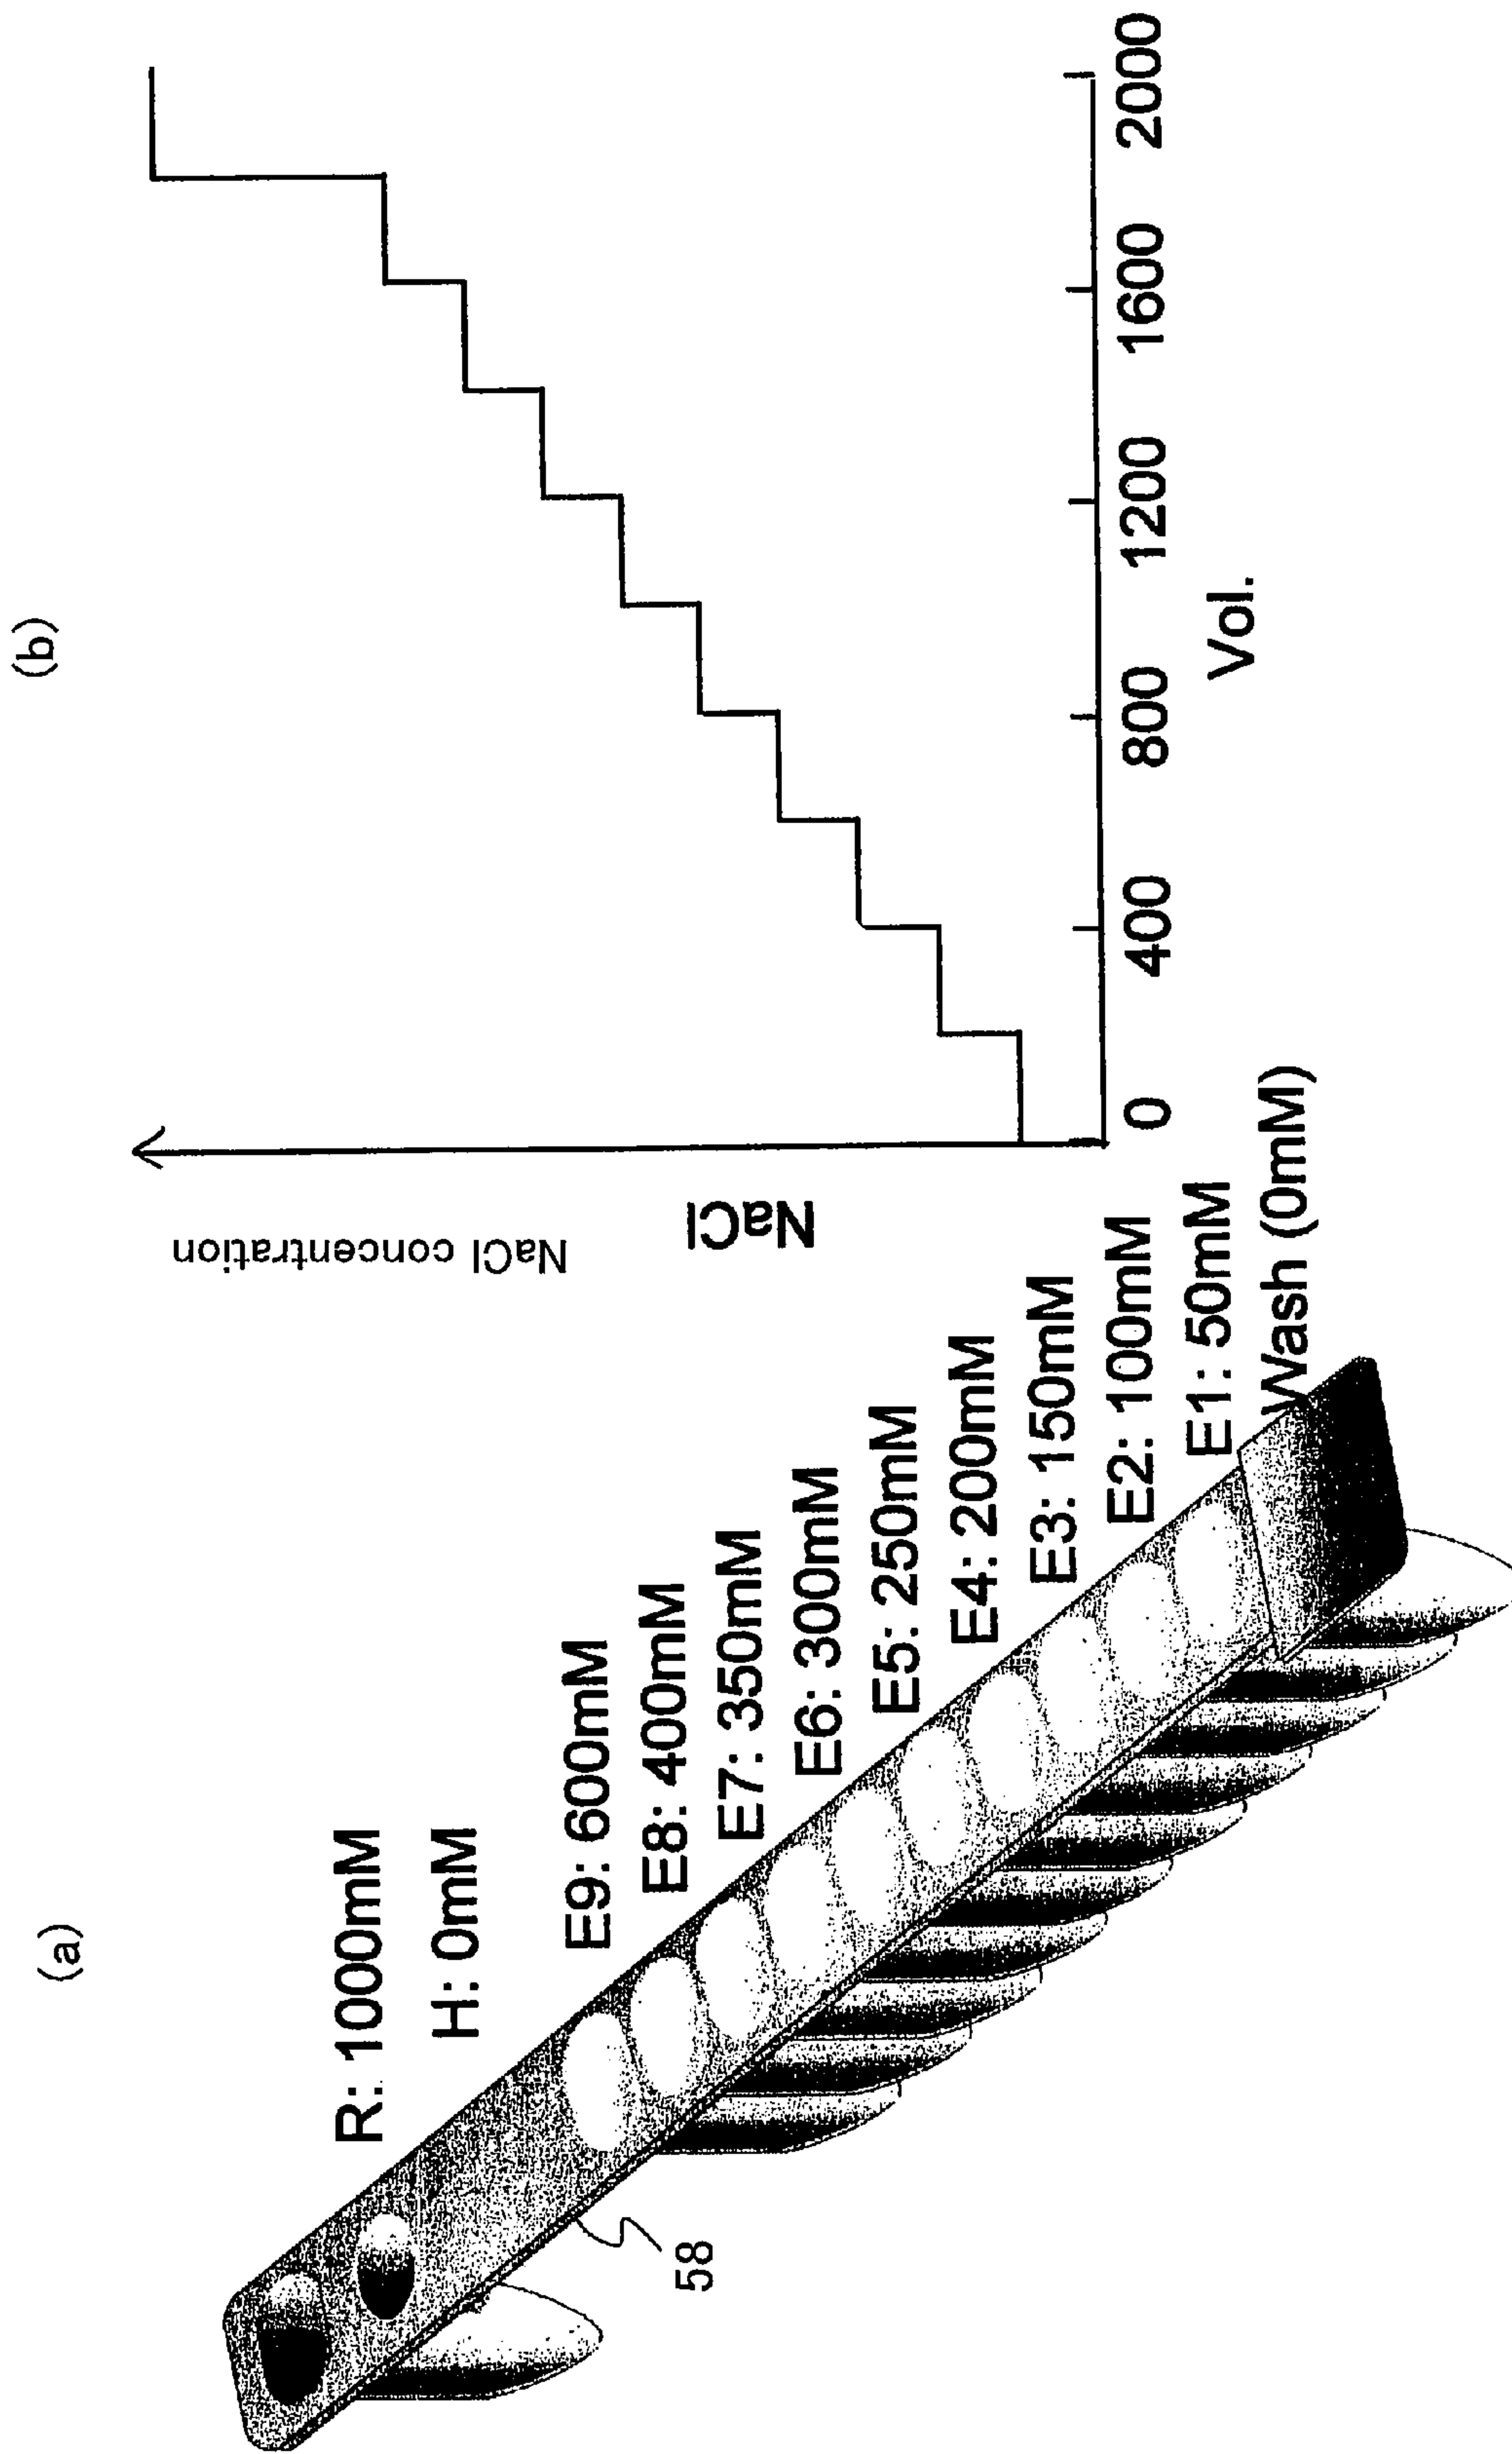 (a)
R: 1000mM
H: 0mM
E9: 600mM
E8: 400mM
E7: 350mM
E6: 300mM
E5: 250mM
E4: 200mM
E3: 150mM
E2: 100mM
E1: 50mM
Wash (0mM)
58
(b)
NaCl concentration
NaCl
0 400 800 1200 1600 2000
Vol.